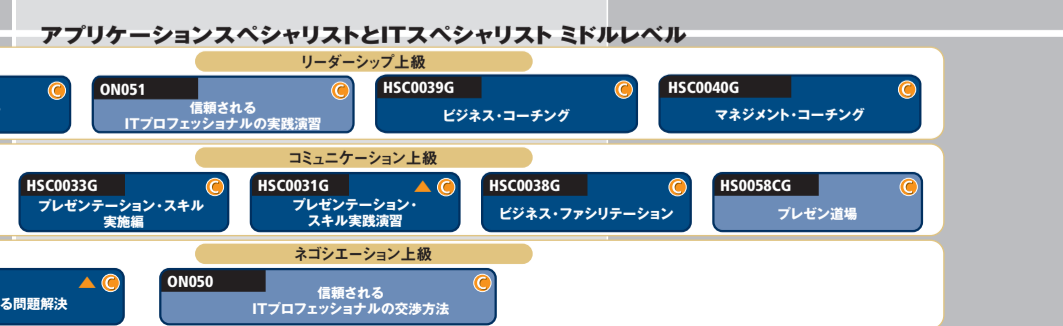 アプリケーションスペシャリストとITスペシャリスト ミドルレベル
リーダーシップ上級
C
ON051
C
信頼される
ITプロフェッショナルの実践演習
HSC0039G
C
ビジネス・コーチング
HSC0040G
C
マネジメント・コーチング
コミュニケーション上級
HSC0033G
C
プレゼンテーション・スキル
実施編
HSC0031G
C
プレゼンテーション・
スキル実践演習
HSC0038G
C
ビジネス・ファシリテーション
HS0058CG
C
プレゼン道場
ネゴシエーション上級
C
る問題解決
ON050
C
信頼される
ITプロフェッショナルの交渉方法